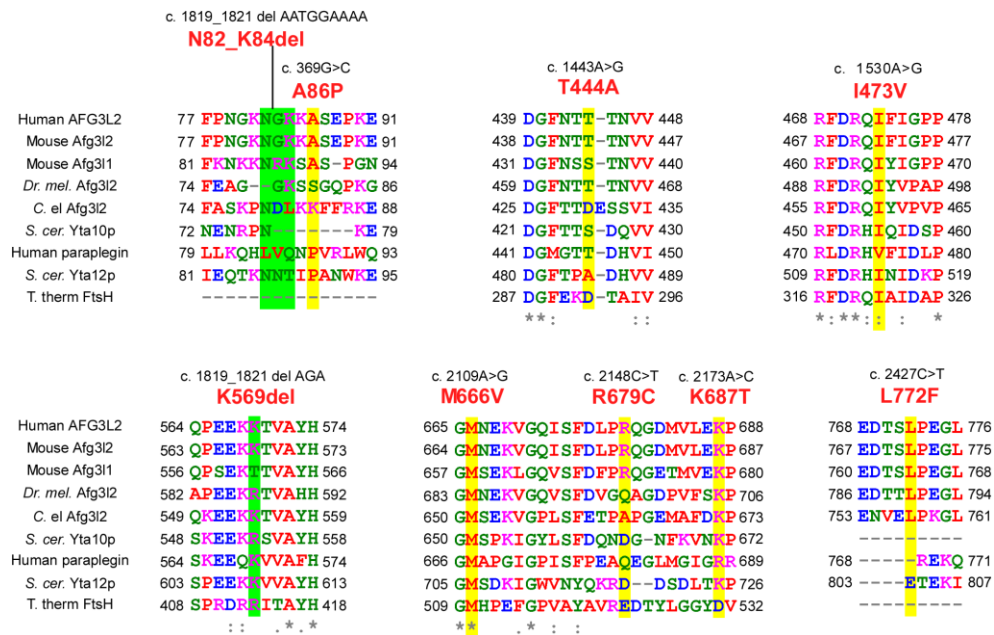 c. 1819_1821 del AATGGAAAA
N82_K84del
c. 369G>C c. 1443A>G c. 1530A>G
A86P T444A I473V
Human AFG3L2 77 FPNGKNGKKASEPKE 91 439 DGFNTT-TNVV 448 468 RFDRQIFIGPP 478
Mouse Afg3l2 77 FPNGKNGKKASEPKE 91 438 DGFNTT-TNVV 447 467 RFDRQIFIGPP 477
Mouse Afg3l1 81 FKNKKNRKSAS-PGN 94 431 DGFNSS-TNVV 440 460 RFDRQIFIGPP 470
Dr. mel. Afg3l2 74 FEAG--GKSSGQPKG 86 459 DGFNTT-TNVV 468 488 RFDRQIYVPAP 498
C. el Afg3l2 74 FASKPNDLKKFFRKE 88 425 DGFTTDESSVI 435 455 RFDRQIYVPVP 465
S. cer. Yta10p 72 NENRPN-------KE 79 421 DGFTTS-DQVV 430 450 RFDRHIQIDSP 460
Human paraplegin 79 LLKQHLVQNPVRLWQ 93 441 DGMGTT-DHVI 450 470 RLDRHVFIDLP 480
S. cer. Yta12p 81 IEQTKNNTIPANWKE 95 480 DGFTPA-DHVV 489 509 RFDRHINIDKP 519
T. therm FtsH --------------- 287 DGFEKD-TAIV 296 316 RFDRQIAIDAP 326
**: :: *:**:: : *
c. 1819_1821 del AGA c. 2109A>G c. 2148C>T c. 2173A>C c. 2427C>T
K569del M666V R679C K687T L772F
Human AFG3L2 564 QPEEKKTVAYH 574 665 GMNEKVGQISFDLPRQGDMVLEKP 688 768 EDTSLPEGL 776
Mouse Afg3l2 563 QPEEKKTVAYH 573 664 GMNEKVGQISFDLPRQGDMVLEKP 687 767 EDTSLPEGL 775
Mouse Afg3l1 556 QPSEKTTVAYH 566 657 GMSEKLGQVSFDFPRQGETMVEKP 680 760 EDTSLPEGL 768
Dr. mel. Afg3l2 582 APEEKRTVAHH 592 683 GMNEKVGQVSFDVGQAGDPVFSKP 706 786 EDTTLPEGL 794
C. el Afg3l2 549 QKEEKKTVAYH 559 650 GMSEKVGPLSFETPAPGEMAFDKP 673 753 ENVELPKGL 761
S. cer. Yta10p 548 SKEEKRSVAYH 558 650 GMSPKIGYLSFDQNDG-NFKVNKP 672 ---------
Human paraplegin 564 SKEEQKVVAFH 574 666 GMAPGIGPISFPEAQEGLMGIGRR 689 768 -----REKQ 771
S. cer. Yta12p 603 SPEEKKVVAYH 613 705 GMSDKIGWVNYQKRD--DSDLTKP 726 803 ----ETEKI 807
T. therm FtsH 408 SPRDRRITAYH 418 509 GMHPEFGPVAYAVREDTYLGGYDV 532 ---------
:: .*.* ** .* : :